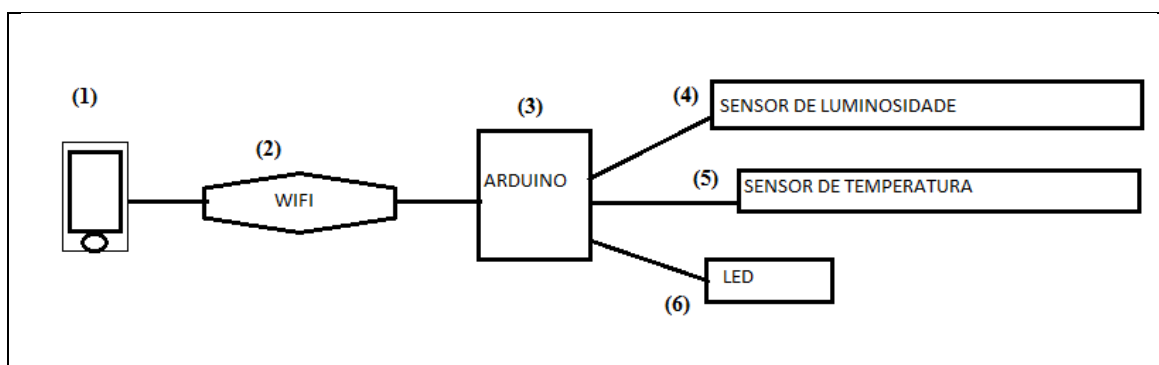 (1)
(2)
WIFI
(3)
ARDUINO
(4)
SENSOR DE LUMINOSIDADE
(5)
SENSOR DE TEMPERATURA
(6)
LED